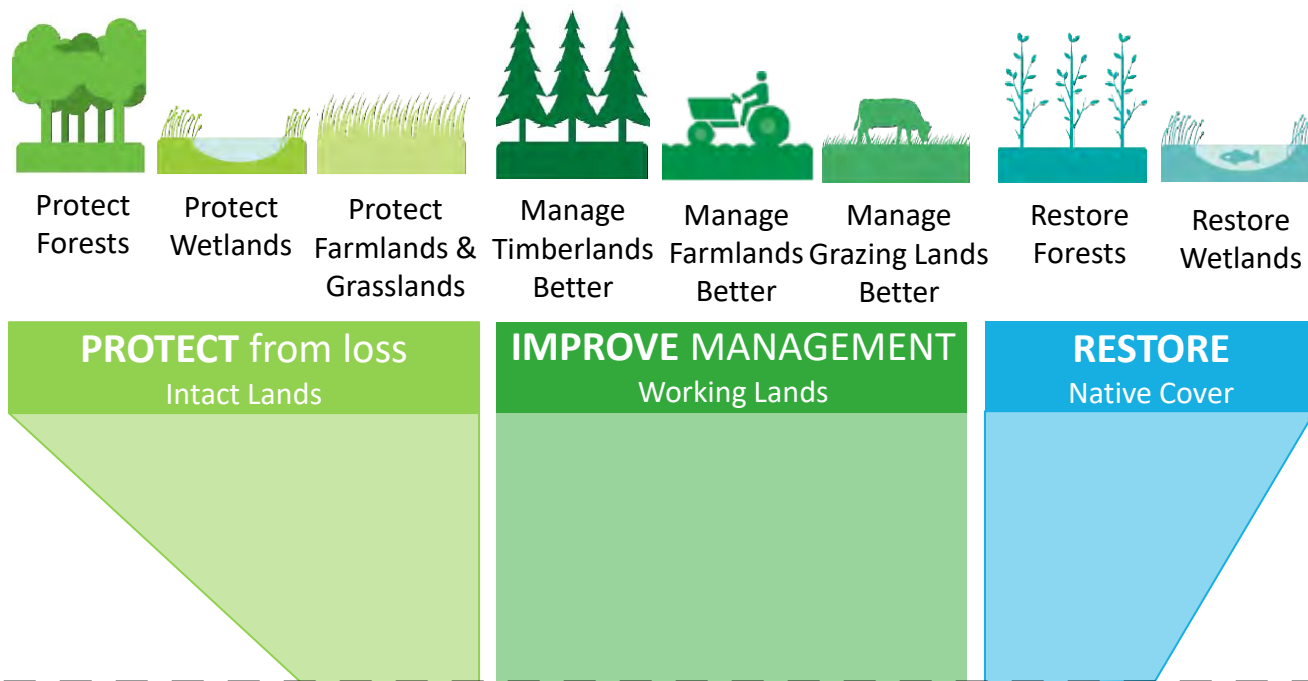 Protect
Forests
Protect
Wetlands
Protect
Farmlands &
Grasslands
Manage
Timberlands
Better
Manage
Farmlands
Better
Manage
Grazing Lands
Better
Restore
Forests
Restore
Wetlands
PROTECT from loss
Intact Lands
IMPROVE MANAGEMENT
Working Lands
RESTORE
Native Cover